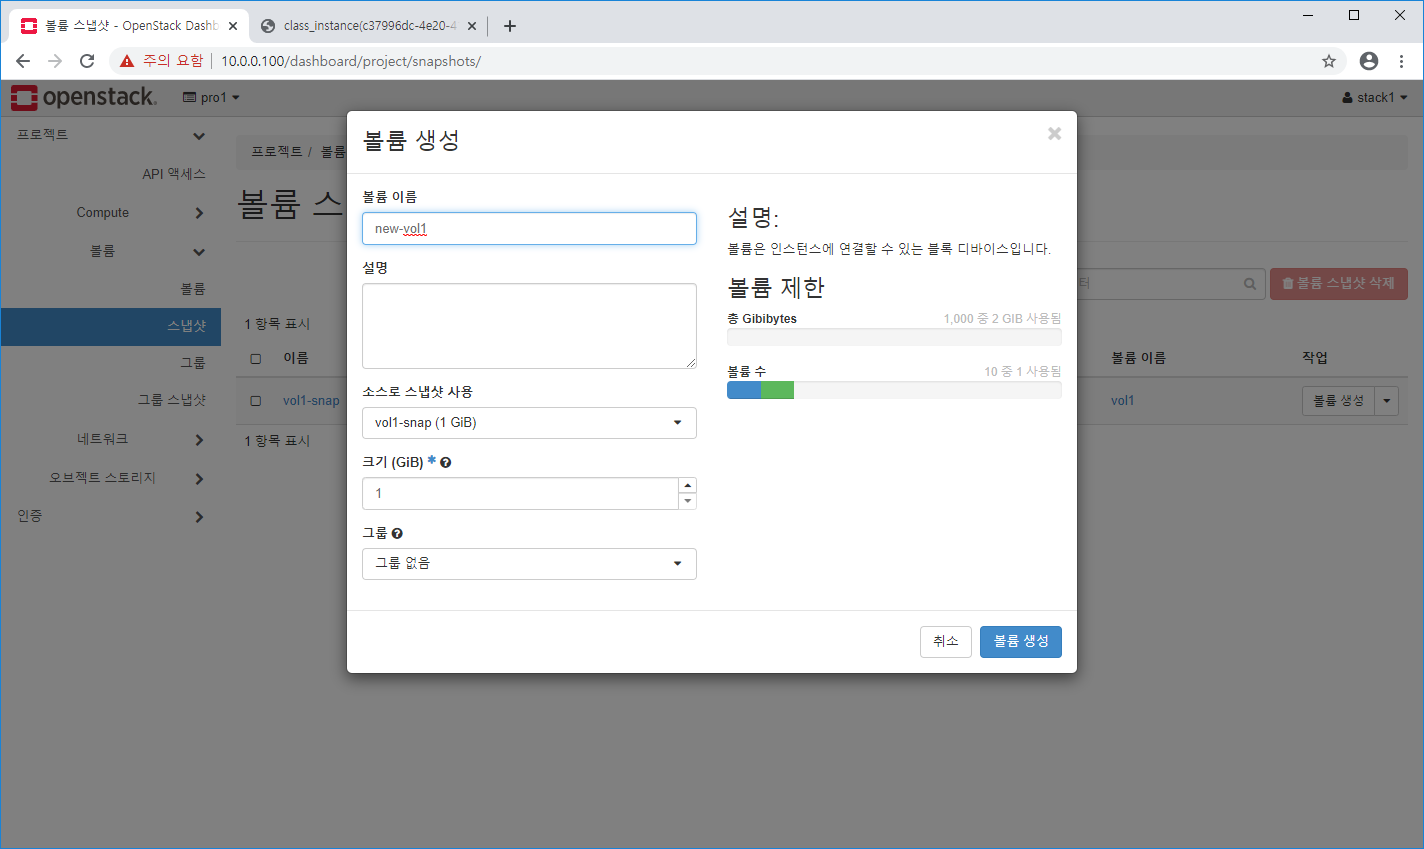 볼륨 스냅샷 - OpenStack Dashb
class_instance(c37996dc-4e20-4
주의 요함
10.0.0.100/dashboard/project/snapshots/
openstack.
pro1
stack1
프로젝트
API 액세스
Compute
볼륨
볼륨
스냅샷
그룹
그룹 스냅샷
네트워크
오브젝트 스토리지
인증
프로젝트 / 볼륨
볼륨 스
터
볼륨 스냅샷 삭제
1 항목 표시
이름
볼륨 이름
작업
vol1-snap
vol1
볼륨 생성
1 항목 표시
볼륨 생성
볼륨 이름
new-vol1
설명
소스로 스냅샷 사용
vol1-snap (1 GiB)
크기 (GiB) *
1
그룹
그룹 없음
설명:
볼륨은 인스턴스에 연결할 수 있는 블록 디바이스입니다.
볼륨 제한
총 Gibibytes
1,000 중 2 GIB 사용됨
볼륨 수
10 중 1 사용됨
취소
볼륨 생성